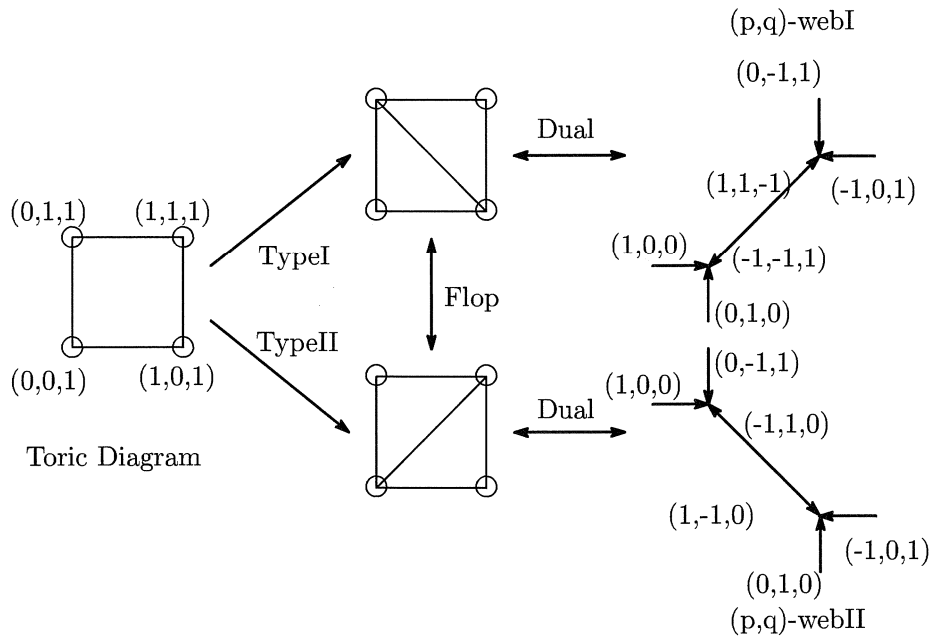 (p,q)-webI
(0,-1,1)
Dual
(1,1,-1)
(-1,0,1)
(0,1,1)
(1,1,1)
TypeI
(1,0,0)
(-1,-1,1)
Flop
(0,1,0)
TypeII
(0,-1,1)
(0,0,1)
(1,0,1)
(1,0,0)
Dual
(-1,1,0)
Toric Diagram
(1,-1,0)
(-1,0,1)
(0,1,0)
(p,q)-webII